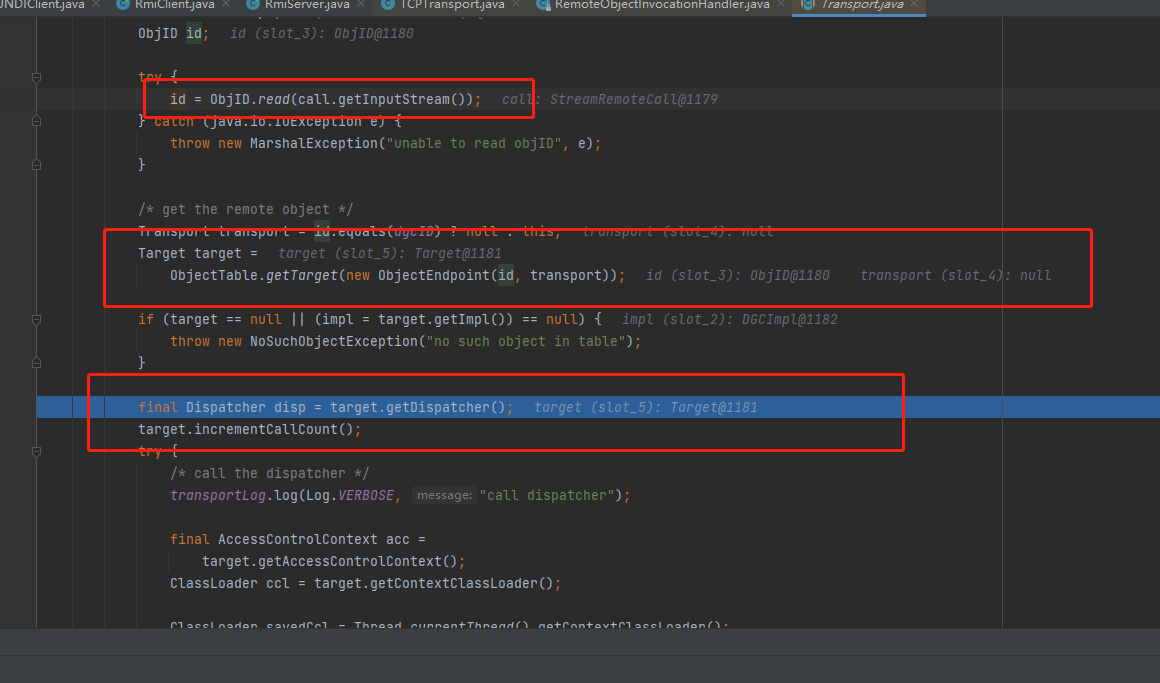 JNDIClient.java × RmiClient.java × RmiServer.java × TCPTransport.java × RemoteObjectInvocationHandler.java × Transport.java ×
ObjID id; id (slot_3): ObjID@1180
try {
id = ObjID.read(call.getInputStream()); call: StreamRemoteCall@1179
} catch (java.io.IOException e) {
throw new MarshalException("unable to read objID", e);
}
/* get the remote object */
Transport transport = id.equals(dgcID) ? null : this; transport (slot_4): null
Target target = target (slot_5): Target@1181
ObjectTable.getTarget(new ObjectEndpoint(id, transport)); id (slot_3): ObjID@1180 transport (slot_4): null
if (target == null || (impl = target.getImpl()) == null) { impl (slot_2): DGCImpl@1182
throw new NoSuchObjectException("no such object in table");
}
final Dispatcher disp = target.getDispatcher(); target (slot_5): Target@1181
target.incrementCallCount();
try {
/* call the dispatcher */
transportLog.log(Log.VERBOSE, message: "call dispatcher");
final AccessControlContext acc =
target.getAccessControlContext();
ClassLoader ccl = target.getContextClassLoader();
ClassLoader savedCcl = Thread.currentThread().getContextClassLoader();